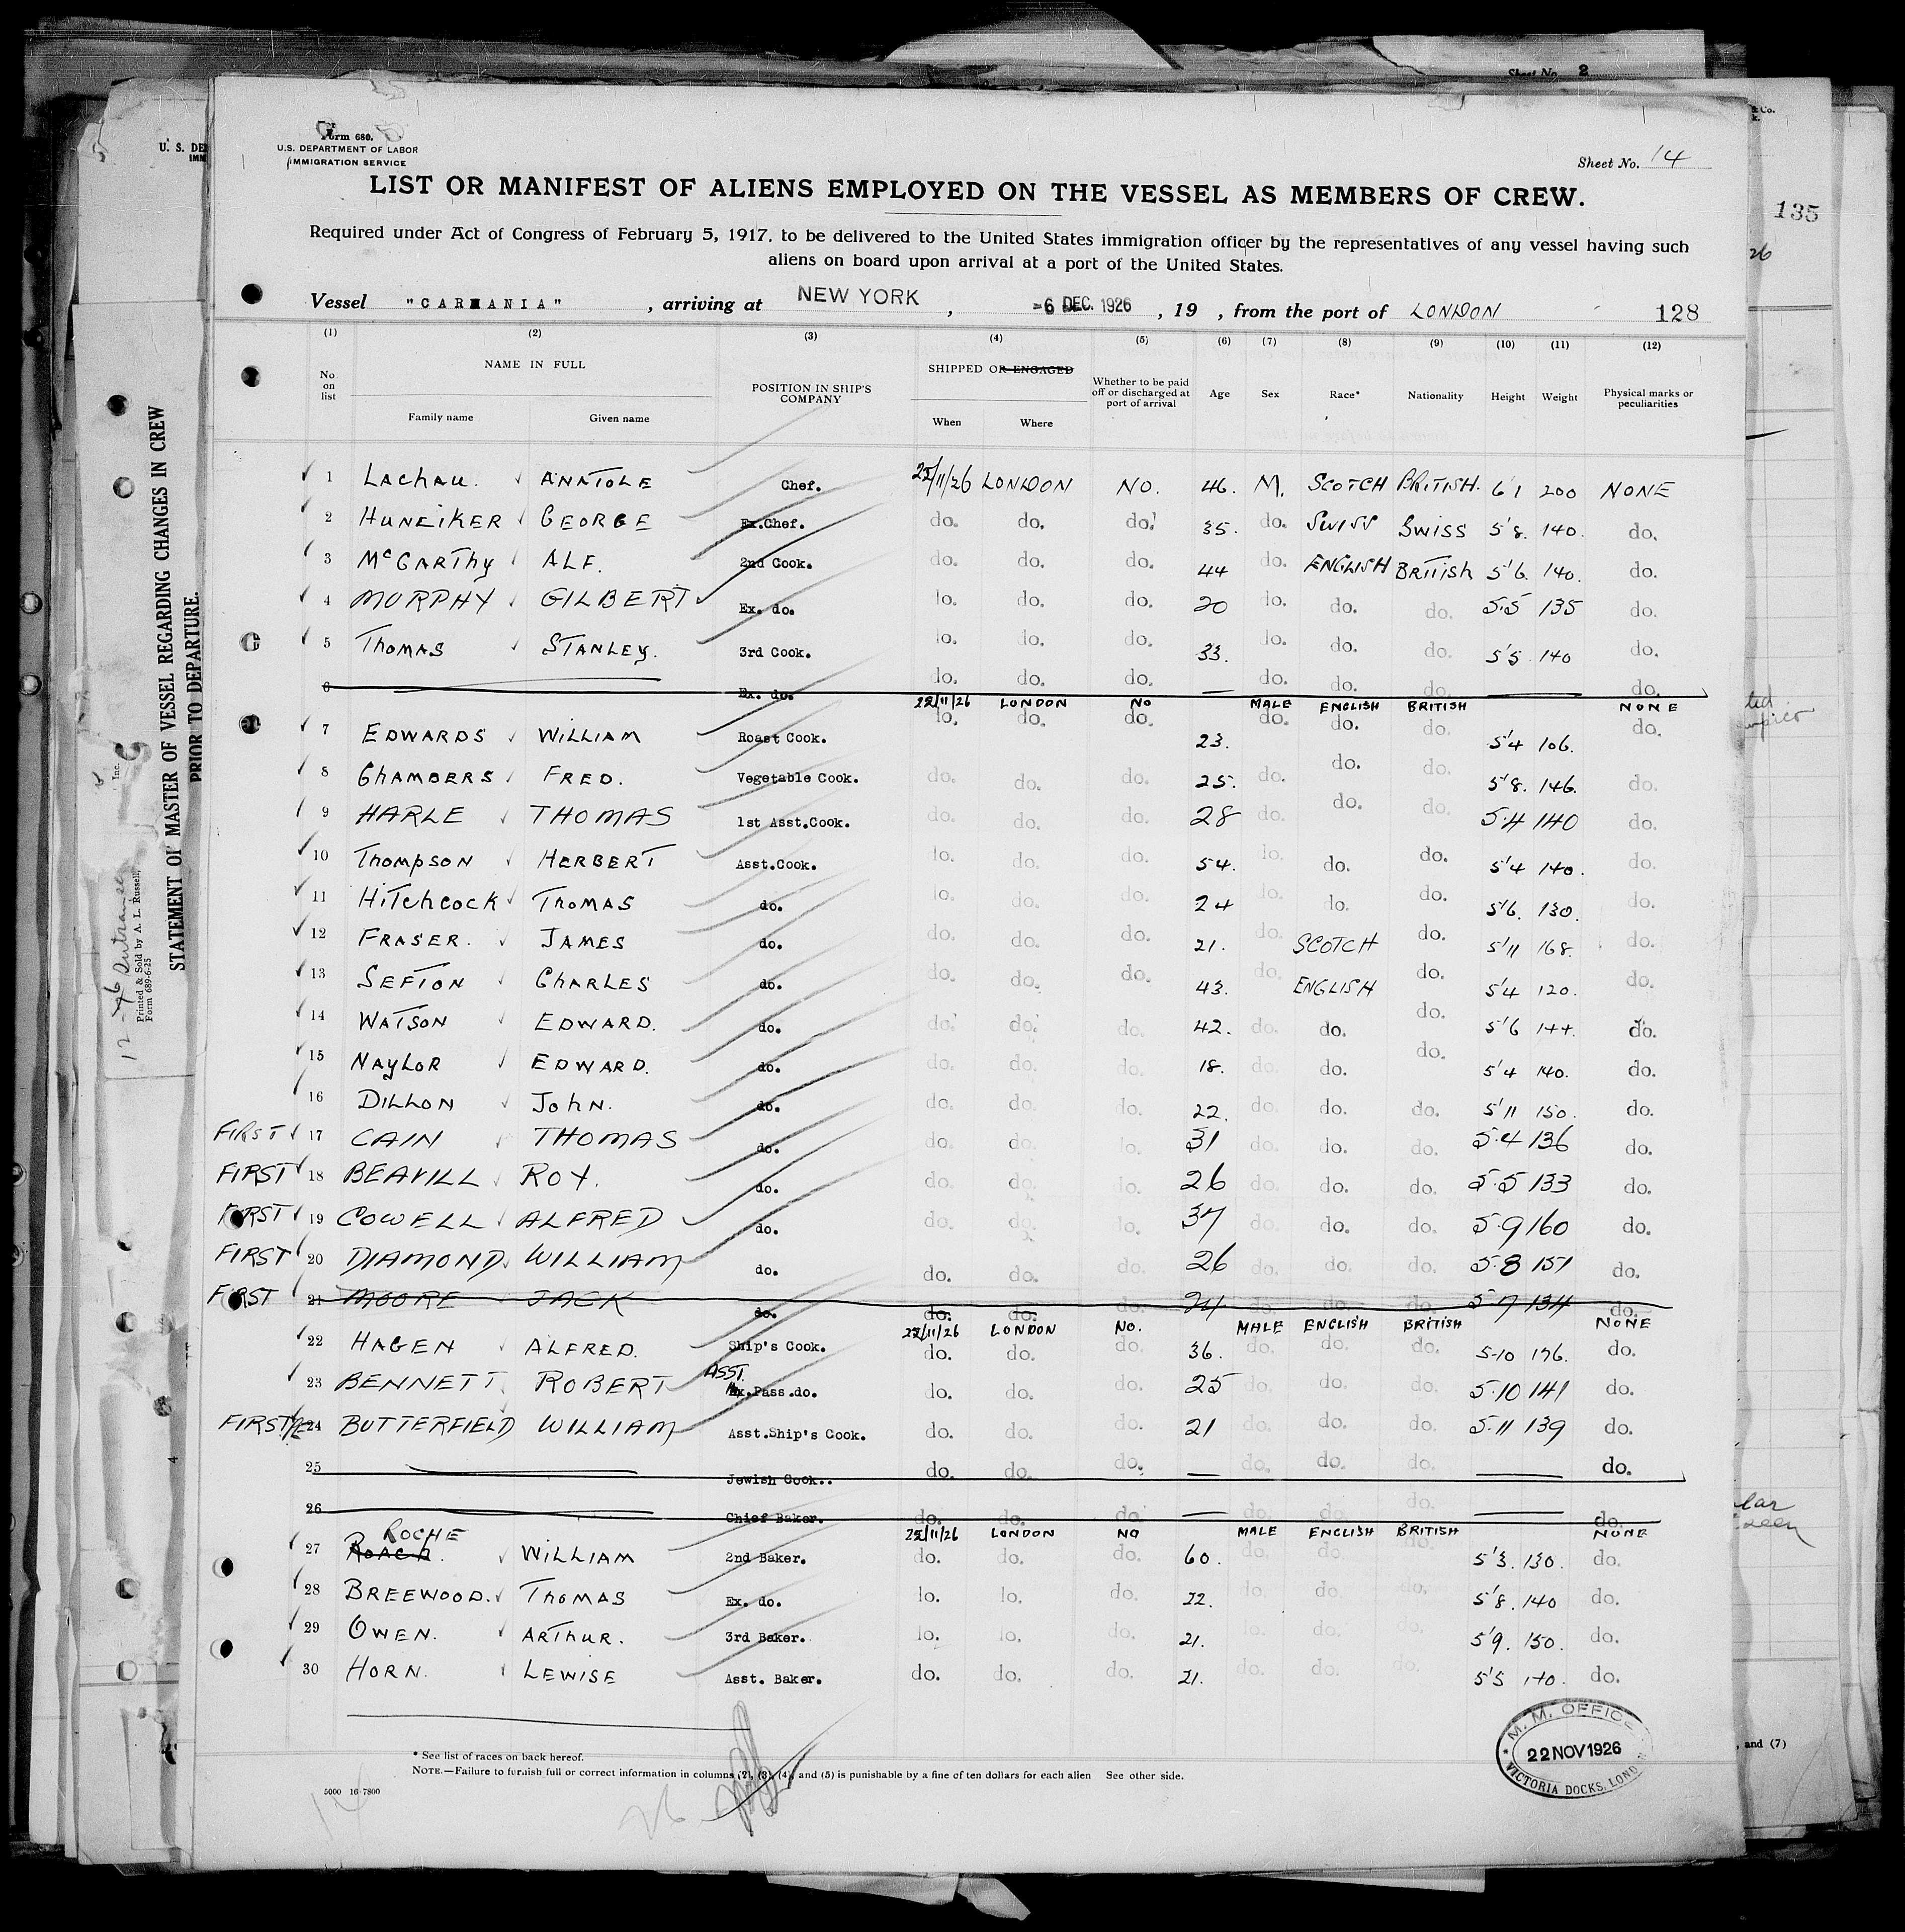 Sheet No. 2
Form 680.
U. S. DEPARTMENT OF LABOR
IMMIGRATION SERVICE
Sheet No. 14
LIST OR MANIFEST OF ALIENS EMPLOYED ON THE VESSEL AS MEMBERS OF CREW.
Required under Act of Congress of February 5, 1917, to be delivered to the United States immigration officer by the representatives of any vessel having such
aliens on board upon arrival at a port of the United States.
Vessel "CARMANIA", arriving at NEW YORK, -6 DEC. 1926, 19 , from the port of LONDON 128
(1) (2) (3) (4) (5) (6) (7) (8) (9) (10) (11) (12)
No. on list NAME IN FULL Family name Given name POSITION IN SHIP'S COMPANY SHIPPED OR ENGAGED When Where Whether to be paid off or discharged at port of arrival Age Sex Race* Nationality Height Weight Physical marks or peculiarities
1 LACHAU. ANATOLE Chef. 22/11/26 LONDON NO. 46. M. SCOTCH BRITISH. 6'1 200 NONE
2 HUNEIKER GEORGE Ex.Chef. do. do. do. 35. do. SWISS SWISS 5'8. 140. do.
3 McCARTHY ALF. 2nd Cook. do. do. do. 44 do. ENGLISH BRITISH 5'6. 140. do.
4 MURPHY GILBERT Ex. do. do. do. do. 20 do. do. do. 5.5 135 do.
5 THOMAS STANLEY. 3rd Cook. do. do. do. 33. do. do. do. 5'5. 140 do.
6 Ex. do. do. do. do. do. do. do. do.
22/11/26 LONDON NO MALE ENGLISH BRITISH NONE
7 EDWARDS WILLIAM Roast Cook. do. do. do. 23. do. do. do. 5'4 106. do.
8 CHAMBERS FRED. Vegetable Cook. do. do. do. 25. do. do. do. 5'8. 146. do.
9 HARLE THOMAS 1st Asst.Cook. do. do. do. 28 do. do. do. 5.4 140 do.
10 THOMPSON HERBERT Asst.Cook. do. do. do. 54. do. do. do. 5'4 140. do.
11 HITCHCOCK THOMAS do. do. do. do. 24 do. do. do. 5'6. 130. do.
12 FRASER. JAMES do. do. do. do. 21. do. SCOTCH do. 5'11 168. do.
13 SEFTON CHARLES do. do. do. do. 43. do. ENGLISH do. 5'4 120. do.
14 WATSON EDWARD. do. do. do. do. 42. do. do. do. 5'6 144. do.
15 NAYLOR EDWARD. do. do. do. do. 18. do. do. do. 5'4 140. do.
16 DILLON JOHN. do. do. do. do. 22. do. do. do. 5'11 150. do.
FIRST 17 CAIN THOMAS do. do. do. do. 31 do. do. do. 5.4 136 do.
FIRST 18 BEAVILL ROY. do. do. do. do. 26 do. do. do. 5.5 133 do.
FIRST 19 COWELL ALFRED do. do. do. 37 do. do. do. 5.9 160 do.
FIRST 20 DIAMOND WILLIAM do. do. do. do. 26 do. do. do. 5.8 151 do.
FIRST 21 MOORE JACK do. do. do. do. 24 do. do. do. 5.7 134 do.
22/11/26 LONDON NO. MALE ENGLISH BRITISH NONE
22 HAGEN ALFRED. Ship's Cook. do. do. do. 36. do. do. do. 5.10 176. do.
23 BENNETT ROBERT ASST. Ex.Pass.do. do. do. do. 25 do. do. do. 5.10 141 do.
FIRST 24 BUTTERFIELD WILLIAM Asst.Ship's Cook. do. do. do. 21 do. do. do. 5.11 139 do.
25 Jewish Cook.. do. do. do. do. do. do. do.
26 Chief Baker. do. do. do. do. do. do. do.
ROCHE 22/11/26 LONDON NO MALE ENGLISH BRITISH NONE
27 ROACH. WILLIAM 2nd Baker. do. do. do. 60. do. do. do. 5'3. 130. do.
28 BREEWOOD. THOMAS Ex. do. do. do. do. 22. do. do. do. 5'8. 140 do.
29 OWEN. ARTHUR. 3rd Baker. do. do. do. 21. do. do. do. 5'9. 150. do.
30 HORN. LEWISE Asst. Baker. do. do. do. 21. do. do. do. 5'5 140. do.
* See list of races on back hereof.
NOTE.—Failure to furnish full or correct information in columns (2), (3), (4), and (5) is punishable by a fine of ten dollars for each alien See other side.
5000 16-7800
M. M. OFFICE
22 NOV 1926
VICTORIA DOCKS, LOND
STATEMENT OF MASTER OF VESSEL REGARDING CHANGES IN CREW
PRIOR TO DEPARTURE.
Printed & Sold by A. L. Russell, Inc.
Form 689-6-25
U. S. DE
135
26
& Co.
, and (7)